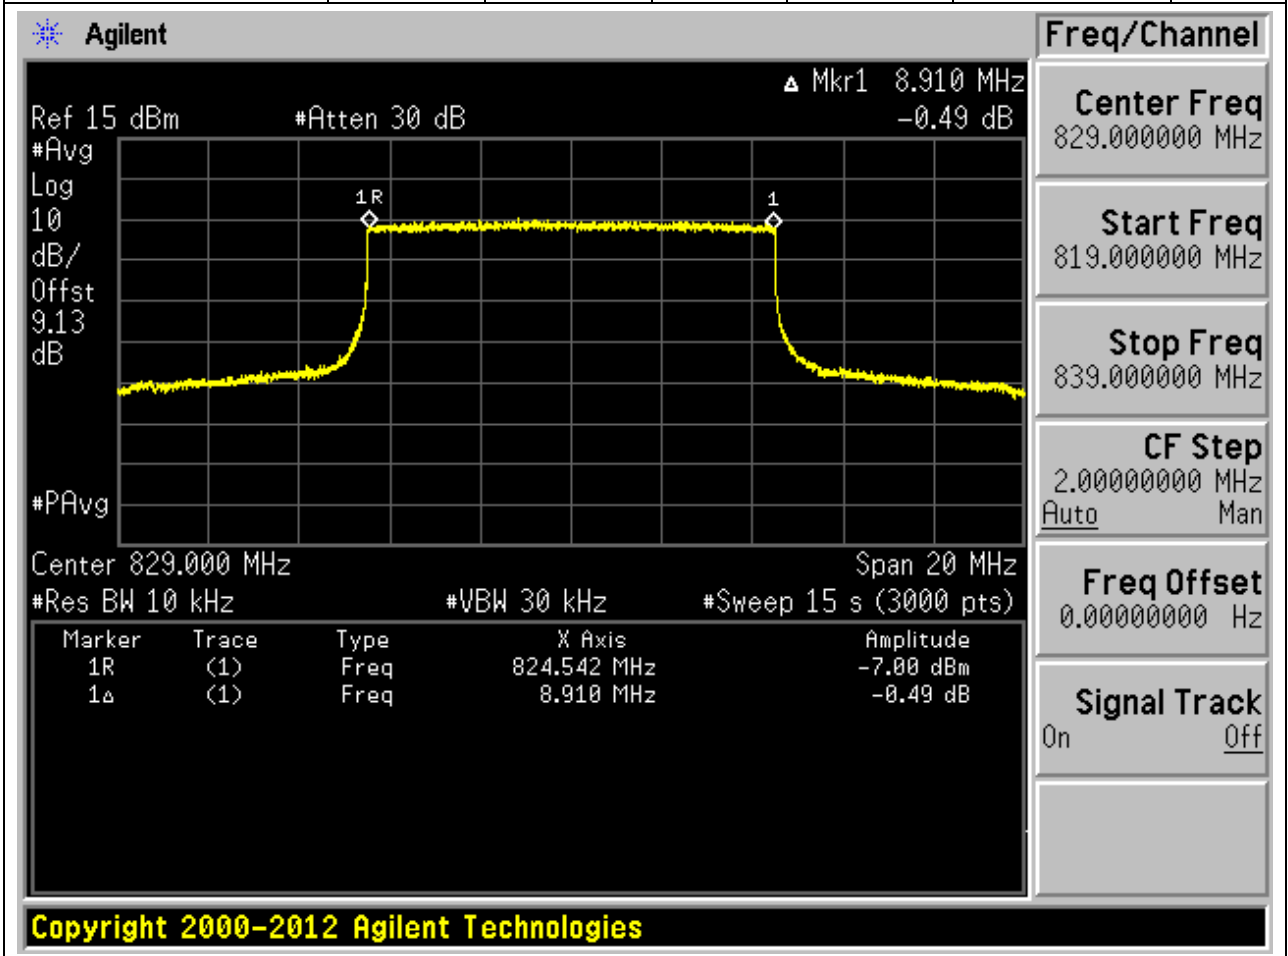 Agilent
Freq/Channel
▵ Mkr1 8.910 MHz
Ref 15 dBm #Atten 30 dB -0.49 dB
#Avg
Log
10
dB/
Offst
9.13
dB
1R
1
#PAvg
Center 829.000 MHz Span 20 MHz
#Res BW 10 kHz #VBW 30 kHz #Sweep 15 s (3000 pts)
Marker Trace Type X Axis Amplitude
1R (1) Freq 824.542 MHz -7.00 dBm
1▵ (1) Freq 8.910 MHz -0.49 dB
Center Freq
829.000000 MHz
Start Freq
819.000000 MHz
Stop Freq
839.000000 MHz
CF Step
2.00000000 MHz
Auto Man
Freq Offset
0.00000000 Hz
Signal Track
On Off
Copyright 2000-2012 Agilent Technologies